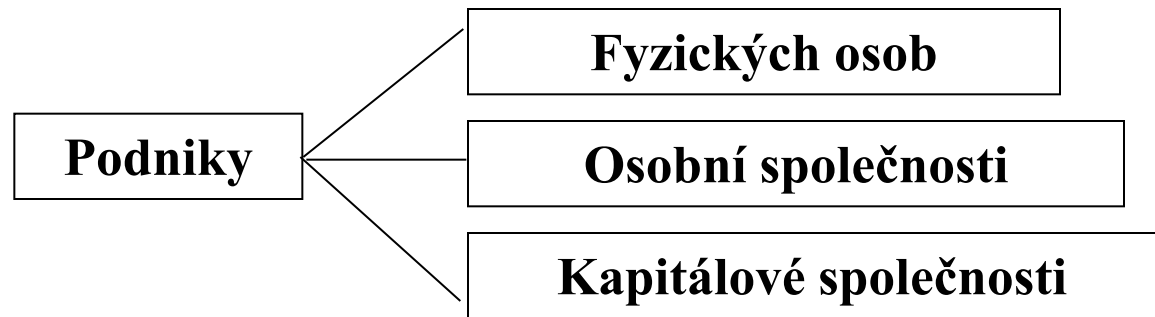 Fyzických osob
Podniky
Osobní společnosti
Kapitálové společnosti